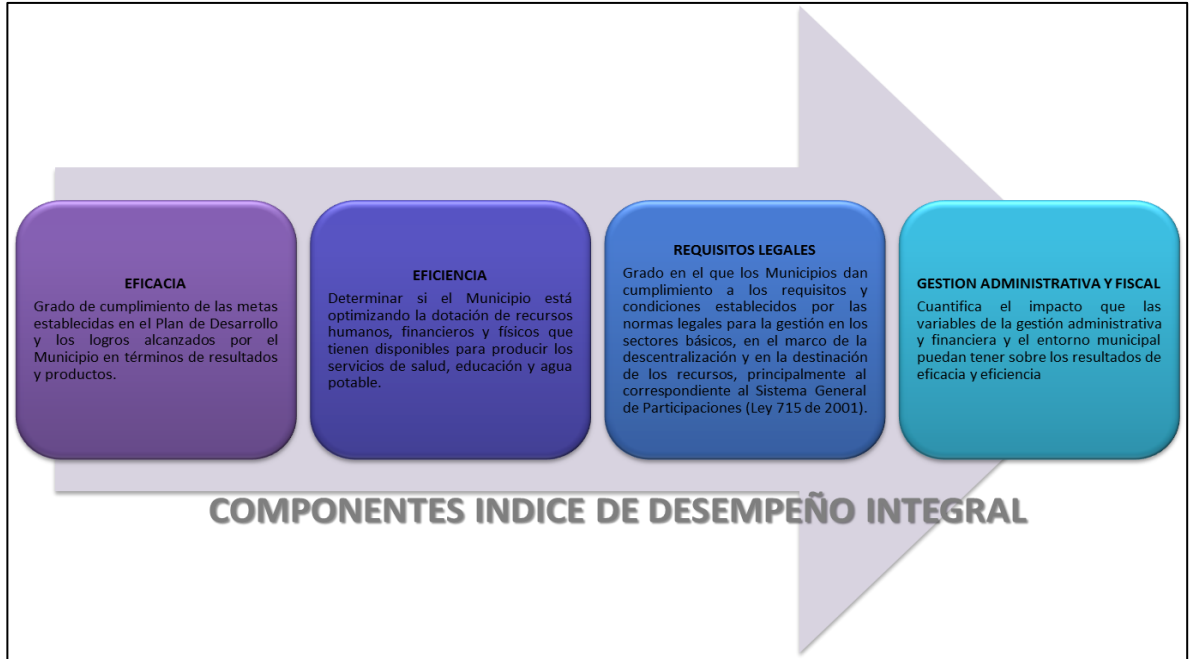 EFICACIA
Grado de cumplimiento de las metas
establecidas en el Plan de Desarrollo
y los logros alcanzados por el
Municipio en términos de resultados
y productos.
EFICIENCIA
Determinar si el Municipio está
optimizando la dotación de recursos
humanos, financieros y físicos que
tienen disponibles para producir los
servicios de salud, educación y agua
potable.
REQUISITOS LEGALES
Grado en el que los Municipios dan
cumplimiento a los requisitos y
condiciones establecidos por las
normas legales para la gestión en los
sectores básicos, en el marco de la
descentralización y en la destinación
de los recursos, principalmente al
correspondiente al Sistema General
de Participaciones (Ley 715 de 2001).
GESTION ADMINISTRATIVA Y FISCAL
Cuantifica el impacto que las
variables de la gestión administrativa
y financiera y el entorno municipal
puedan tener sobre los resultados de
eficacia y eficiencia
COMPONENTES INDICE DE DESEMPEÑO INTEGRAL